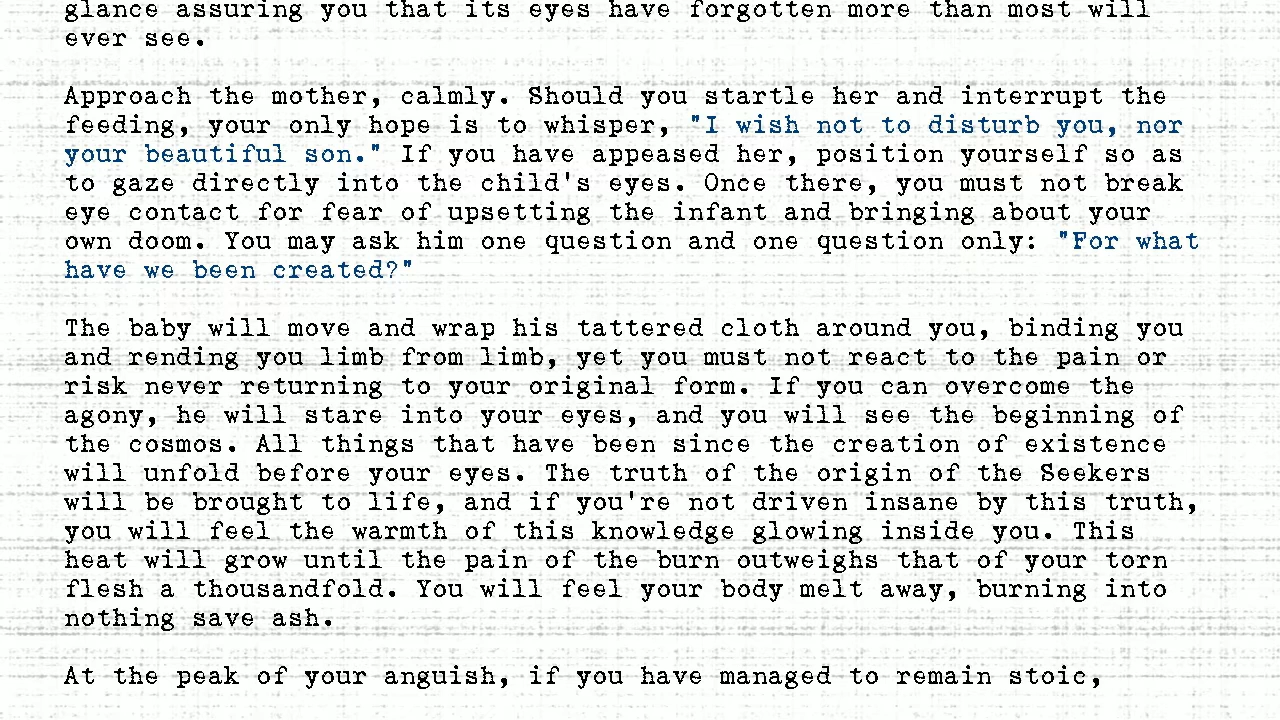 glance assuring you that its eyes have forgotten more than most will
ever see.
Approach the mother, calmly. Should you startle her and interrupt the
feeding, your only hope is to whisper, "I wish not to disturb you, nor
your beautiful son." If you have appeased her, position yourself so as
to gaze directly into the child's eyes. Once there, you must not break
eye contact for fear of upsetting the infant and bringing about your
own doom. You may ask him one question and one question only: "For what
have we been created?"
The baby will move and wrap his tattered cloth around you, binding you
and rending you limb from limb, yet you must not react to the pain or
risk never returning to your original form. If you can overcome the
agony, he will stare into your eyes, and you will see the beginning of
the cosmos. All things that have been since the creation of existence
will unfold before your eyes. The truth of the origin of the Seekers
will be brought to life, and if you're not driven insane by this truth,
you will feel the warmth of this knowledge glowing inside you. This
heat will grow until the pain of the burn outweighs that of your torn
flesh a thousandfold. You will feel your body melt away, burning into
nothing save ash.
At the peak of your anguish, if you have managed to remain stoic,